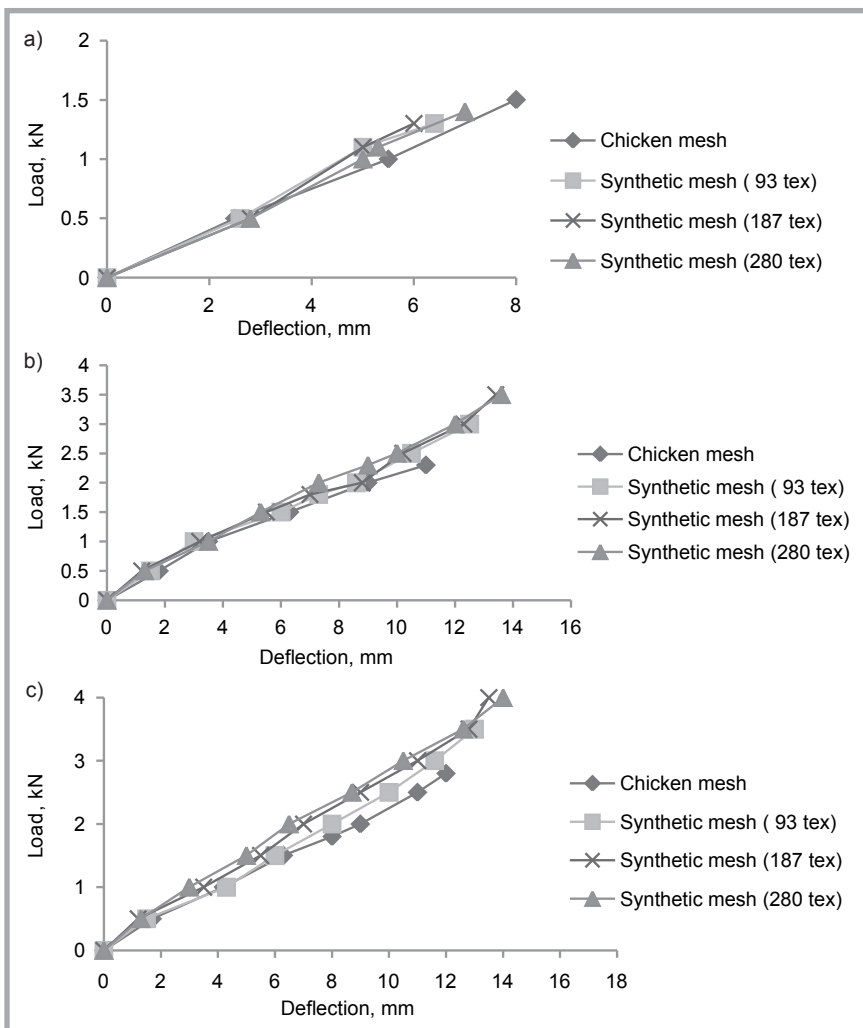 a)
2
1.5
1
0.5
0
Load, kN
0 2 4 6 8
Deflection, mm
Chicken mesh
Synthetic mesh ( 93 tex)
Synthetic mesh (187 tex)
Synthetic mesh (280 tex)
b)
4
3.5
3
2.5
2
1.5
1
0.5
0
Load, kN
0 2 4 6 8 10 12 14 16
Deflection, mm
Chicken mesh
Synthetic mesh ( 93 tex)
Synthetic mesh (187 tex)
Synthetic mesh (280 tex)
c)
4
3
2
1
0
Load, kN
0 2 4 6 8 10 12 14 16 18
Deflection, mm
Chicken mesh
Synthetic mesh ( 93 tex)
Synthetic mesh (187 tex)
Synthetic mesh (280 tex)